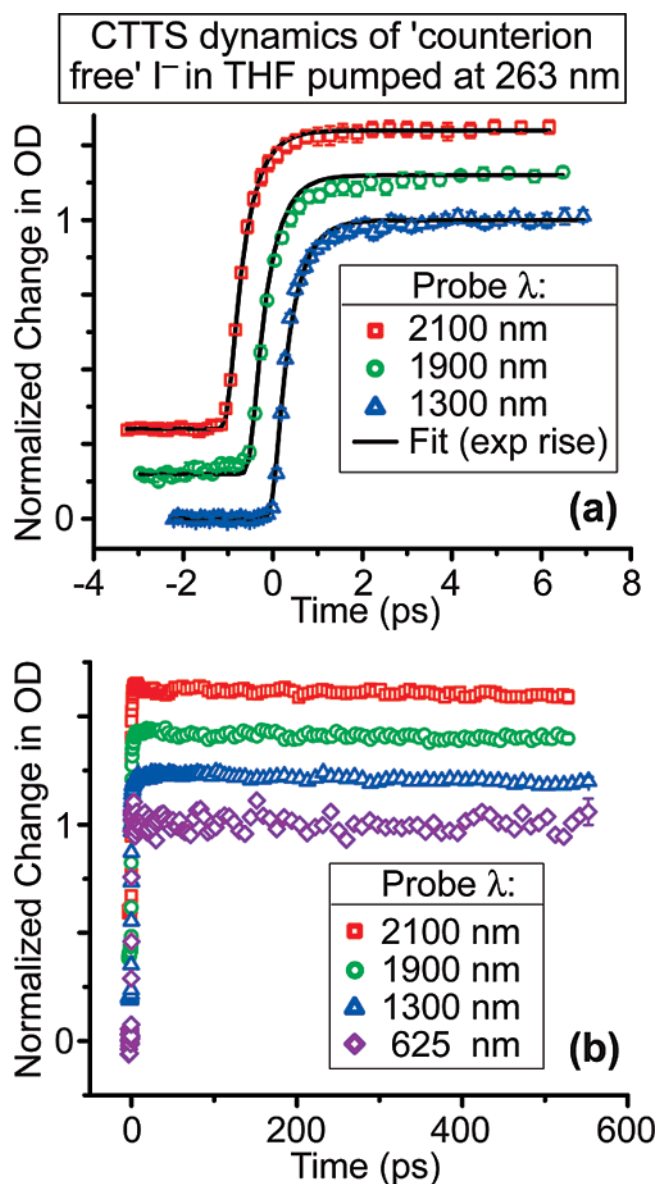 CTTS dynamics of 'counterion
free' I⁻ in THF pumped at 263 nm
Normalized Change in OD
1
0
Probe λ:
2100 nm
1900 nm
1300 nm
Fit (exp rise)
(a)
-4 -2 0 2 4 6 8
Time (ps)
Normalized Change in OD
1
0
Probe λ:
2100 nm
1900 nm
1300 nm
625 nm
(b)
0 200 400 600
Time (ps)